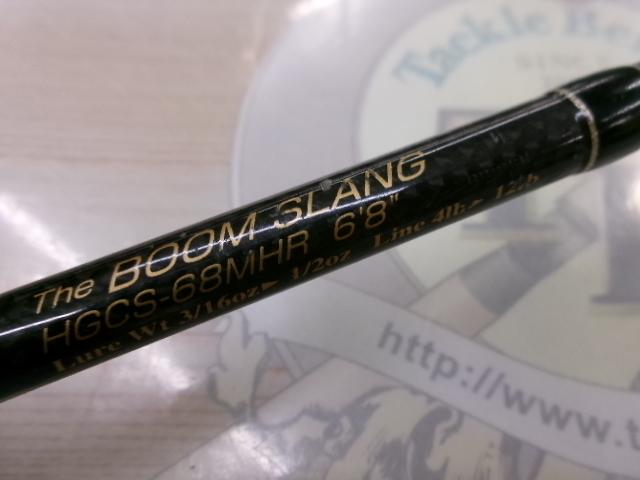 Tackle Be
The BOOM SLANG
HGCS-68MHR 6'8"
Lure Wt 3/16oz► 1/2oz Line 4lb► 12lb
http://www.t